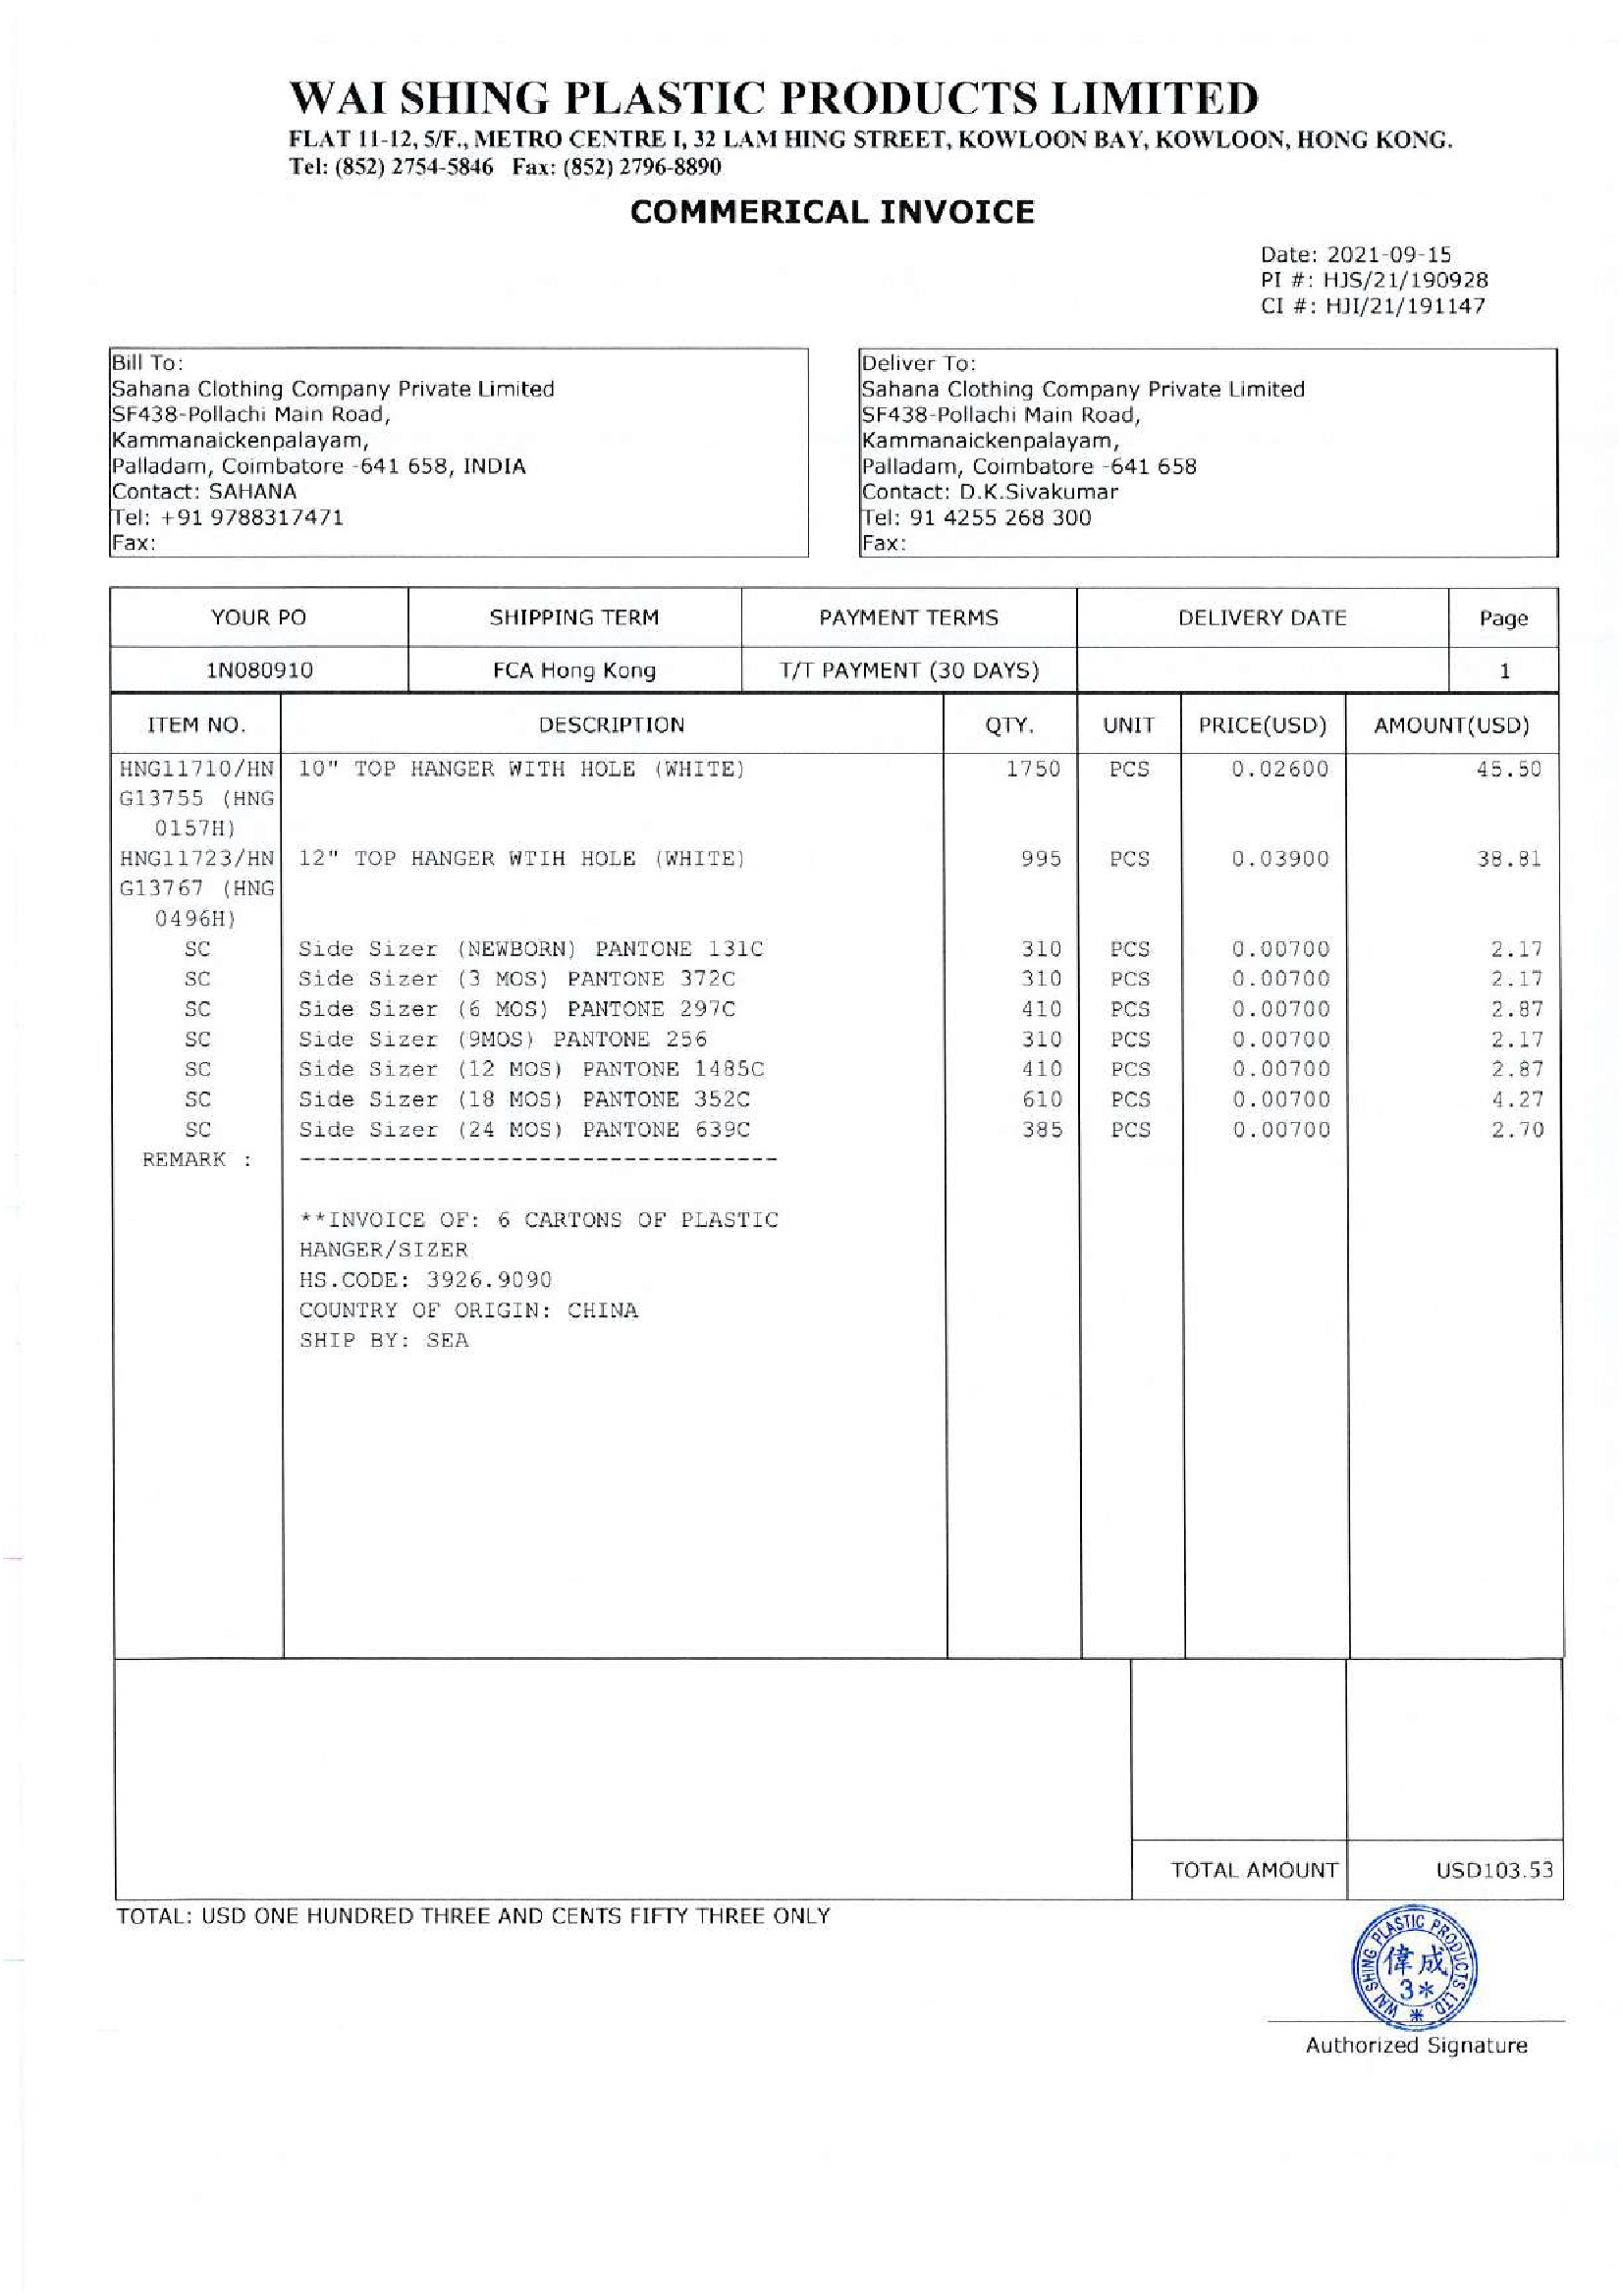 WAI SHING PLASTIC PRODUCTS LIMITED
FLAT 11-12, 5/F., METRO CENTRE I, 32 LAM HING STREET, KOWLOON BAY, KOWLOON, HONG KONG.
Tel: (852) 2754-5846 Fax: (852) 2796-8890
COMMERICAL INVOICE
Date: 2021-09-15
PI #: HJS/21/190928
CI #: HJI/21/191147
Bill To:
Sahana Clothing Company Private Limited
SF438-Pollachi Main Road,
Kammanaickenpalayam,
Palladam, Coimbatore -641 658, INDIA
Contact: SAHANA
Tel: +91 9788317471
Fax:
Deliver To:
Sahana Clothing Company Private Limited
SF438-Pollachi Main Road,
Kammanaickenpalayam,
Palladam, Coimbatore -641 658
Contact: D.K.Sivakumar
Tel: 91 4255 268 300
Fax:
YOUR PO SHIPPING TERM PAYMENT TERMS DELIVERY DATE Page
1N080910 FCA Hong Kong T/T PAYMENT (30 DAYS) 1
ITEM NO. DESCRIPTION QTY. UNIT PRICE(USD) AMOUNT(USD)
HNG11710/HN 10" TOP HANGER WITH HOLE (WHITE) 1750 PCS 0.02600 45.50
G13755 (HNG
0157H)
HNG11723/HN 12" TOP HANGER WTIH HOLE (WHITE) 995 PCS 0.03900 38.81
G13767 (HNG
0496H)
SC Side Sizer (NEWBORN) PANTONE 131C 310 PCS 0.00700 2.17
SC Side Sizer (3 MOS) PANTONE 372C 310 PCS 0.00700 2.17
SC Side Sizer (6 MOS) PANTONE 297C 410 PCS 0.00700 2.87
SC Side Sizer (9MOS) PANTONE 256 310 PCS 0.00700 2.17
SC Side Sizer (12 MOS) PANTONE 1485C 410 PCS 0.00700 2.87
SC Side Sizer (18 MOS) PANTONE 352C 610 PCS 0.00700 4.27
SC Side Sizer (24 MOS) PANTONE 639C 385 PCS 0.00700 2.70
REMARK : ----------------------------------
**INVOICE OF: 6 CARTONS OF PLASTIC
HANGER/SIZER
HS.CODE: 3926.9090
COUNTRY OF ORIGIN: CHINA
SHIP BY: SEA
TOTAL AMOUNT USD103.53
TOTAL: USD ONE HUNDRED THREE AND CENTS FIFTY THREE ONLY
WAI SHING PLASTIC PRODUCTS LTD.
偉成
3*
*
Authorized Signature